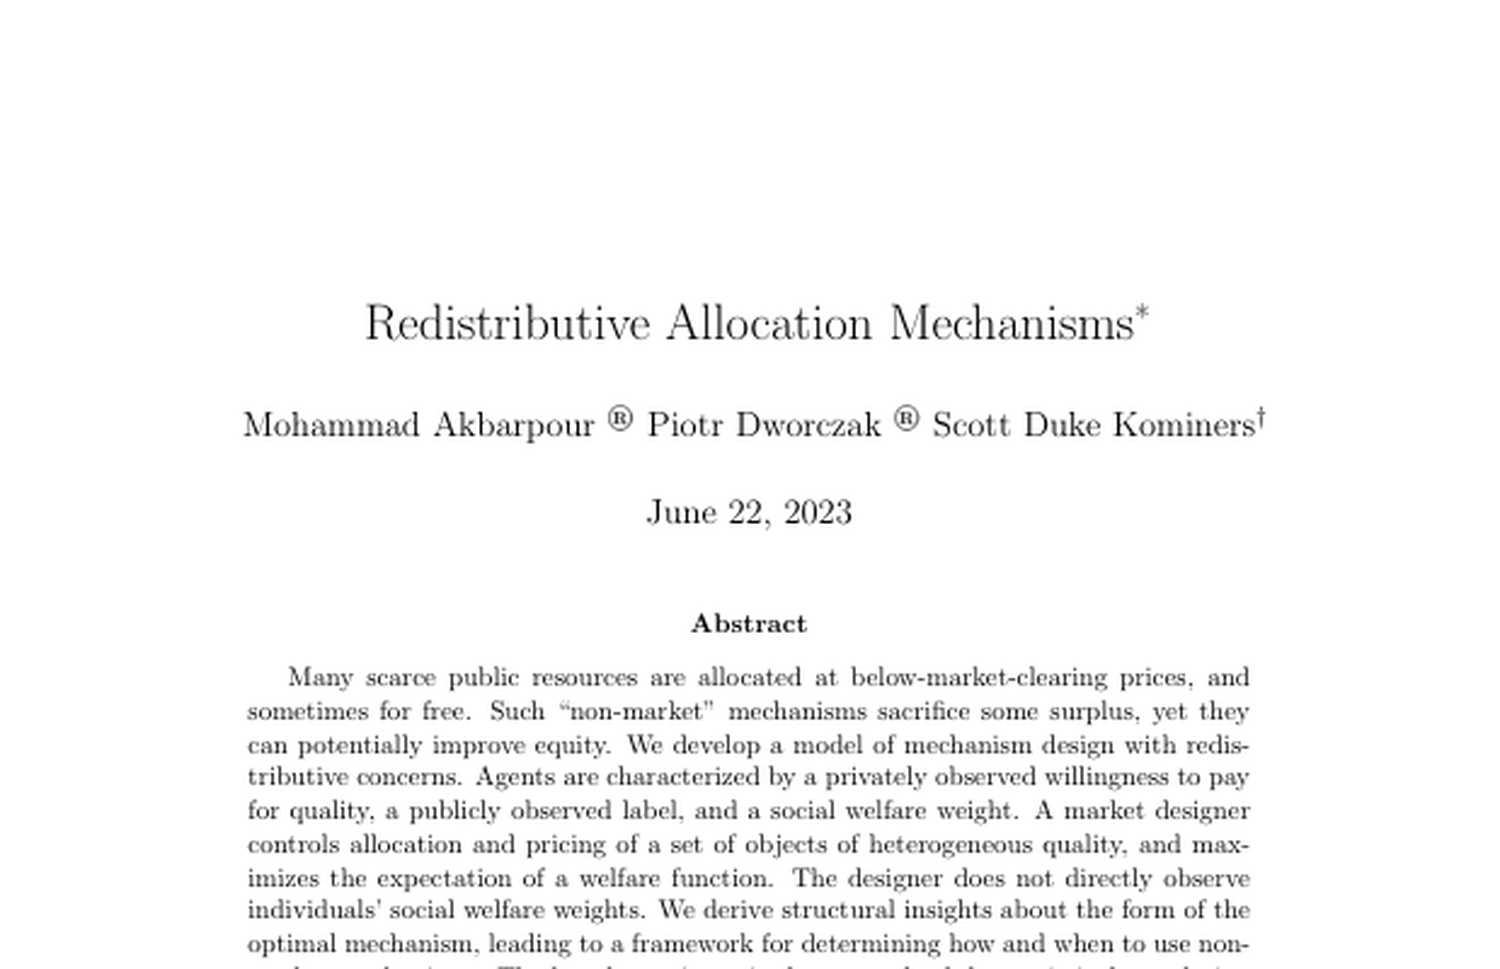 Redistributive Allocation Mechanisms*
Mohammad Akbarpour Ⓡ Piotr Dworczak Ⓡ Scott Duke Kominers†
June 22, 2023
Abstract
Many scarce public resources are allocated at below-market-clearing prices, and
sometimes for free. Such “non-market” mechanisms sacrifice some surplus, yet they
can potentially improve equity. We develop a model of mechanism design with redis-
tributive concerns. Agents are characterized by a privately observed willingness to pay
for quality, a publicly observed label, and a social welfare weight. A market designer
controls allocation and pricing of a set of objects of heterogeneous quality, and max-
imizes the expectation of a welfare function. The designer does not directly observe
individuals’ social welfare weights. We derive structural insights about the form of the
optimal mechanism, leading to a framework for determining how and when to use non-